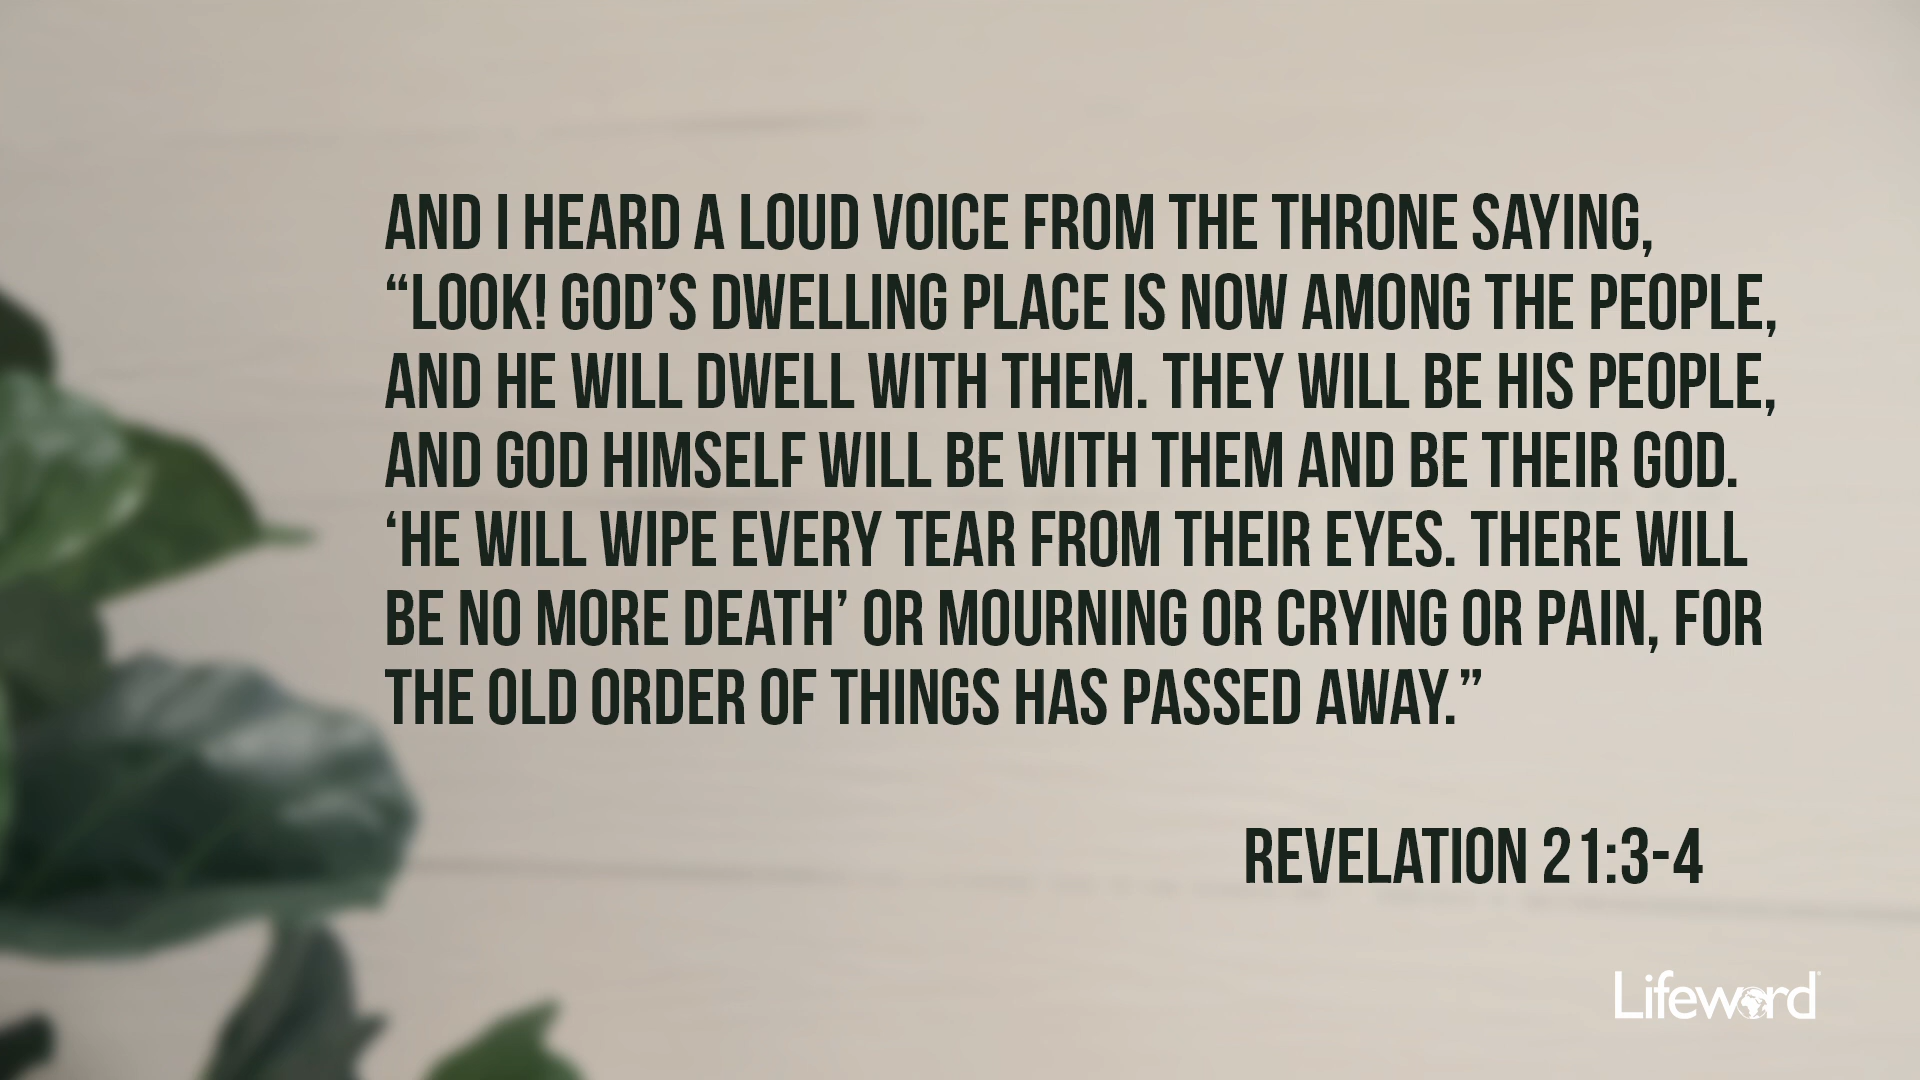 AND I HEARD A LOUD VOICE FROM THE THRONE SAYING,
“LOOK! GOD’S DWELLING PLACE IS NOW AMONG THE PEOPLE,
AND HE WILL DWELL WITH THEM. THEY WILL BE HIS PEOPLE,
AND GOD HIMSELF WILL BE WITH THEM AND BE THEIR GOD.
‘HE WILL WIPE EVERY TEAR FROM THEIR EYES. THERE WILL
BE NO MORE DEATH’ OR MOURNING OR CRYING OR PAIN, FOR
THE OLD ORDER OF THINGS HAS PASSED AWAY.”
REVELATION 21:3-4
Lifeword